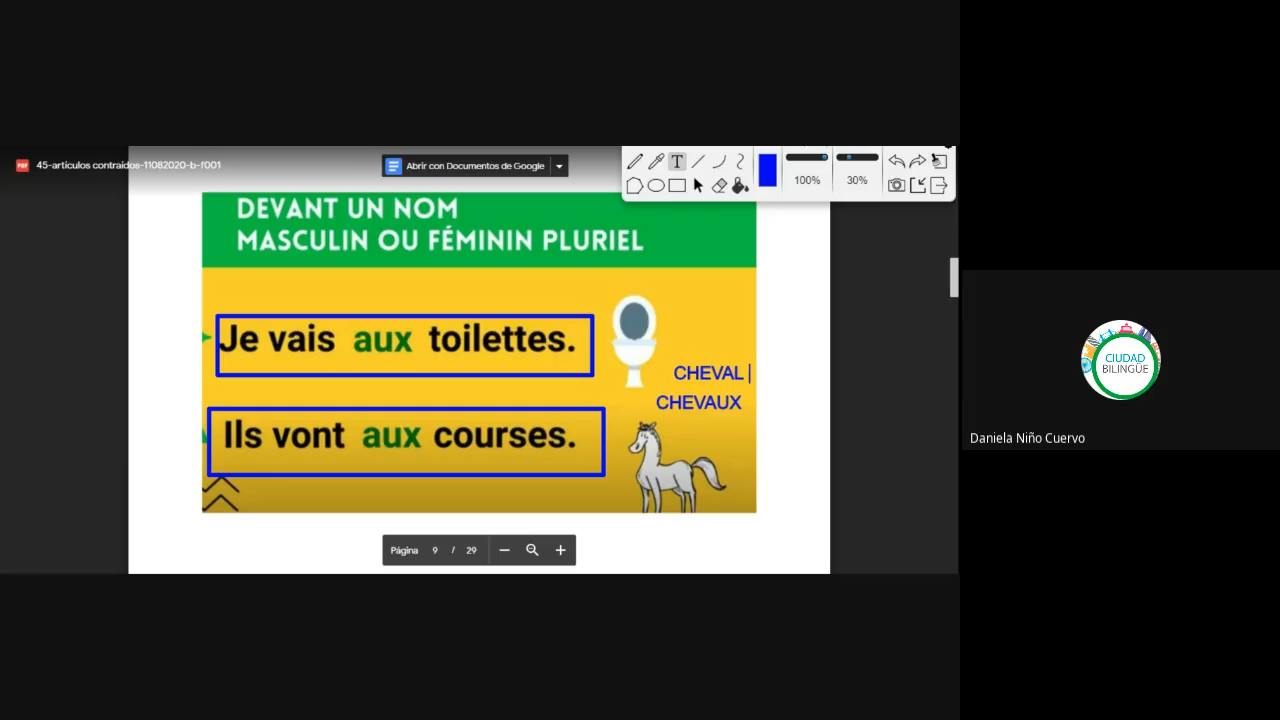 45-artículos contraídos-11082020-b-f001
Abrir con Documentos de Google
T
100%
30%
DEVANT UN NOM
MASCULIN OU FÉMININ PLURIEL
Je vais aux toilettes.
CHEVAL
CHEVAUX
Ils vont aux courses.
Página 9 / 29
CIUDAD
BILINGÜE
Daniela Niño Cuervo